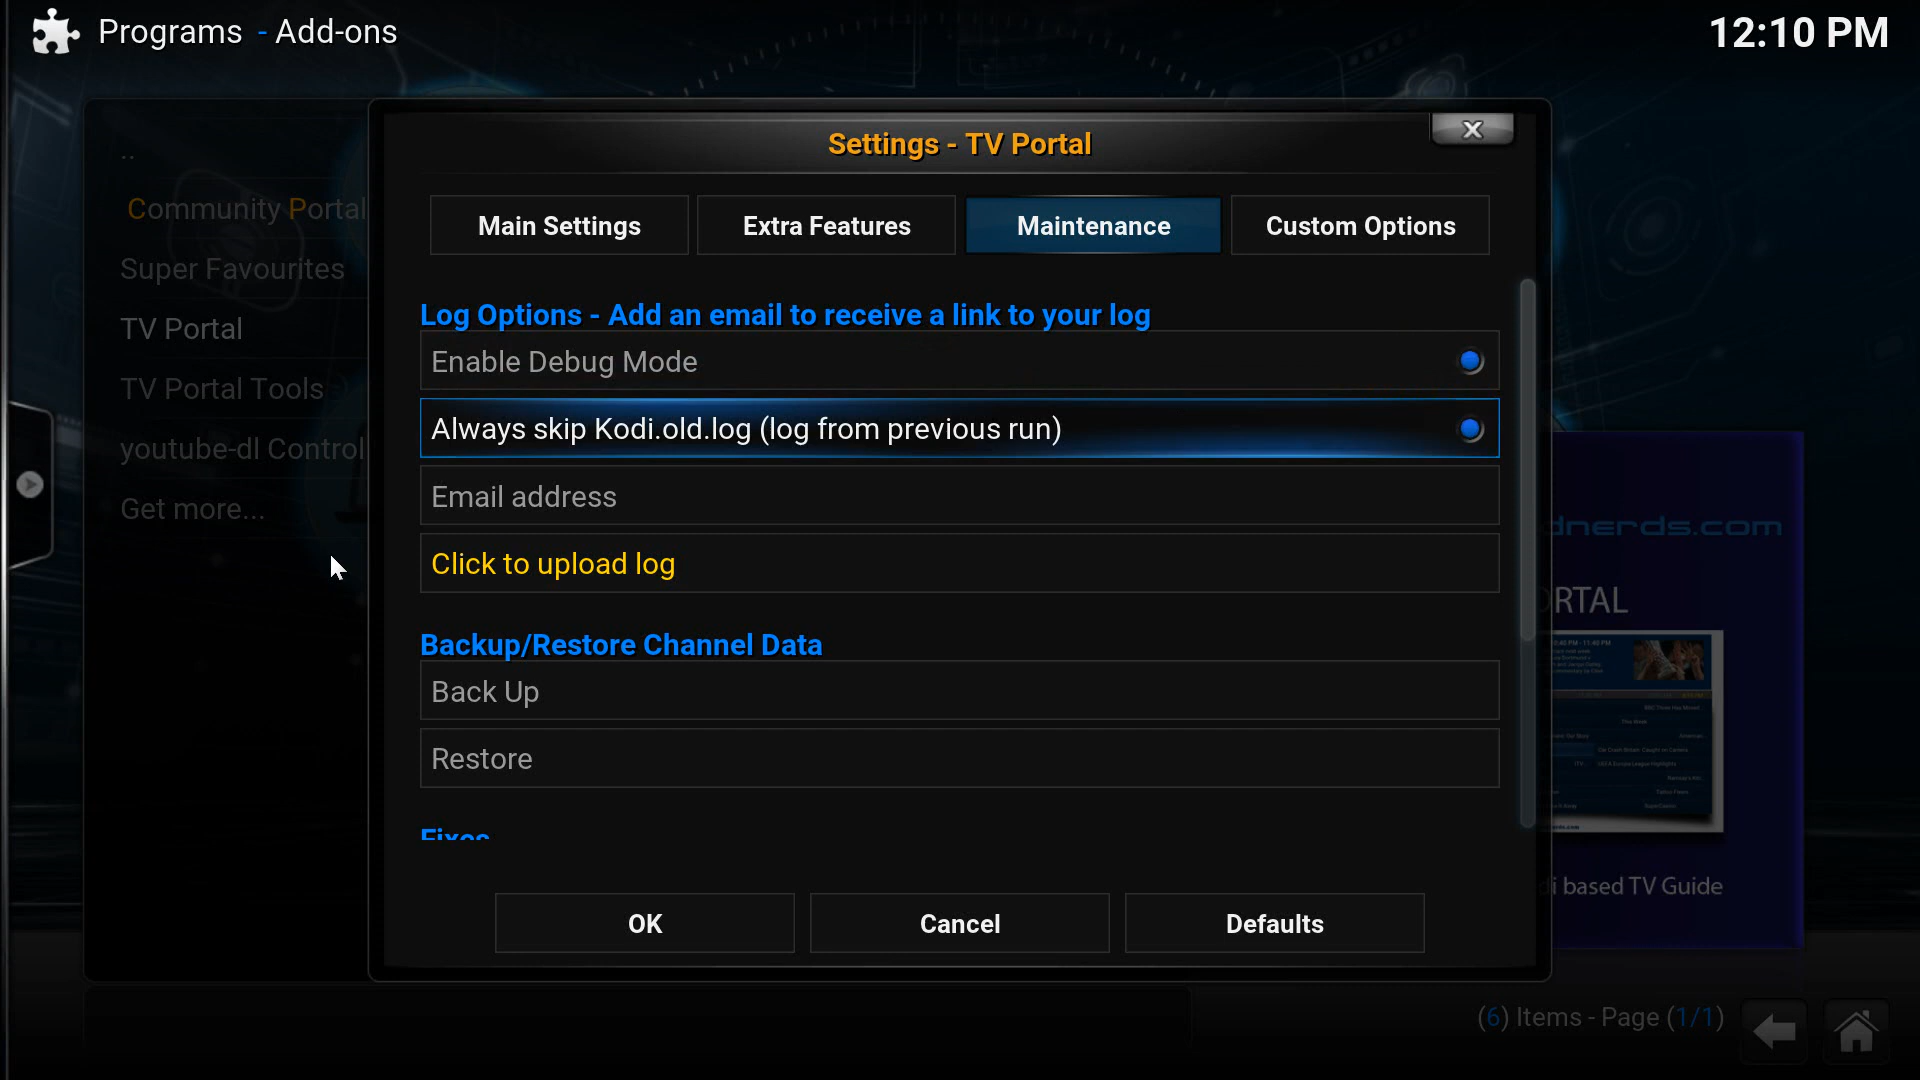 Programs - Add-ons
12:10 PM
Settings - TV Portal
x
Main Settings
Extra Features
Maintenance
Custom Options
..
Community Portal
Super Favourites
TV Portal
TV Portal Tools
youtube-dl Control
Get more...
Log Options - Add an email to receive a link to your log
Enable Debug Mode
Always skip Kodi.old.log (log from previous run)
Email address
Click to upload log
Backup/Restore Channel Data
Back Up
Restore
Fixes
OK
Cancel
Defaults
dnerds.com
ORTAL
i based TV Guide
(6) Items - Page (1/1)